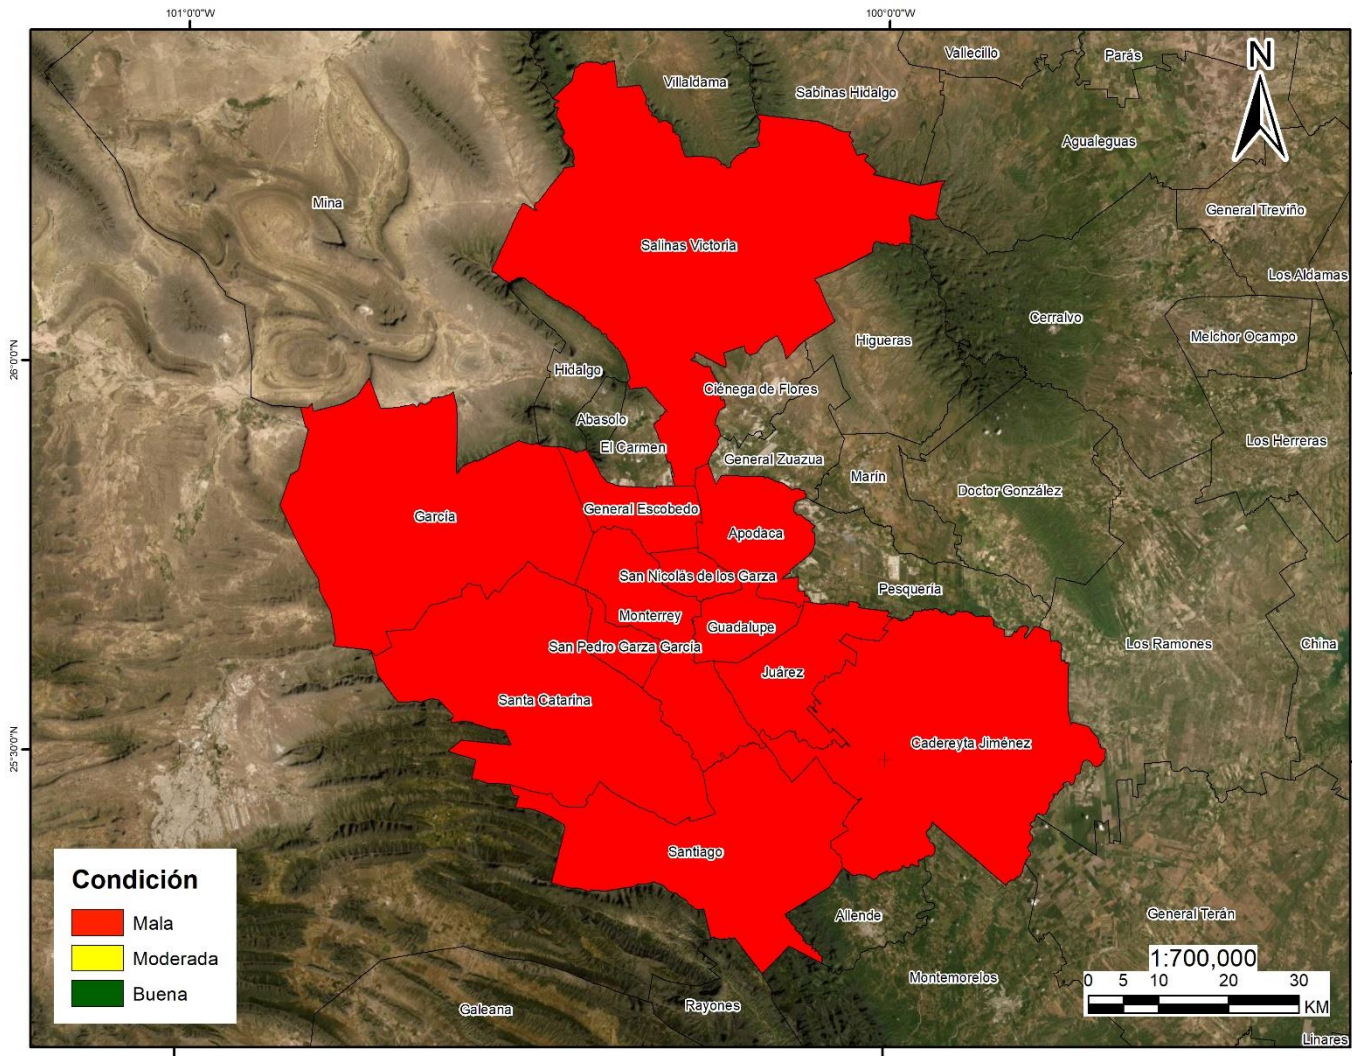 101°0'0"W
100°0'0"W
Vallecillo
Parás
N
Villaldama
Sabinas Hidalgo
Agualeguas
Mina
General Treviño
Salinas Victoria
Los Aldamas
26°0'0"N
Cerralvo
Melchor Ocampo
Higueras
Hidalgo
Ciénega de Flores
Abasolo
El Carmen
Los Herreras
General Zuazua
Marín
Doctor González
García
General Escobedo
Apodaca
San Nicolás de los Garza
Pesquería
Monterrey
Guadalupe
San Pedro Garza García
Los Ramones
China
Juárez
Santa Catarina
Cadereyta Jiménez
25°30'0"N
Santiago
Condición
Mala
Moderada
Buena
Allende
General Terán
1:700,000
Montemorelos
0 5 10 20 30
KM
Galeana
Rayones
Linares